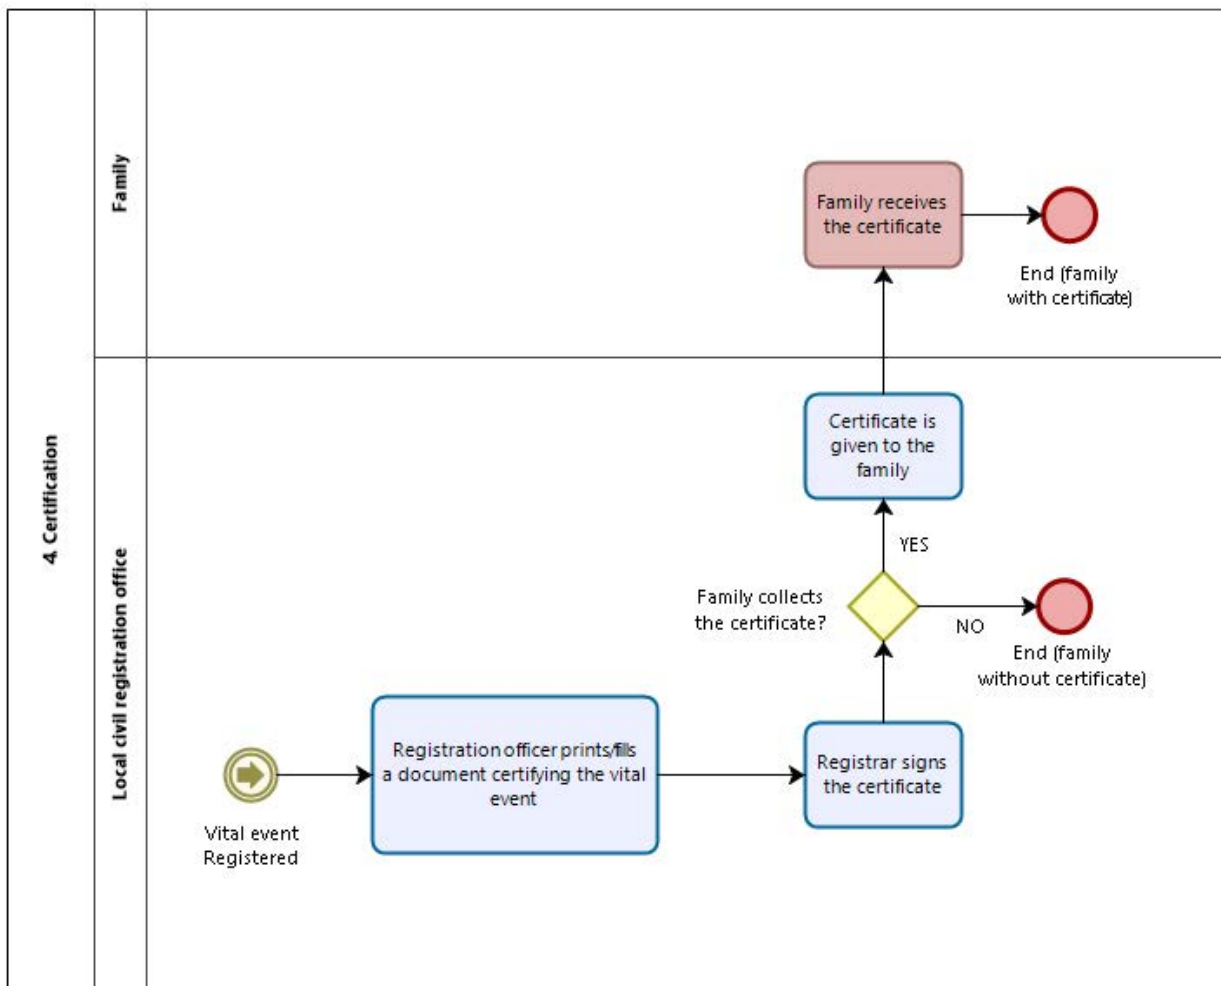 4. Certification
Family
Family receives
the certificate
End (family
with certificate)
Local civil registration office
Certificate is
given to the
family
YES
Family collects
the certificate?
NO
End (family
without certificate)
Registration officer prints/fills
a document certifying the vital
event
Registrar signs
the certificate
Vital event
Registered